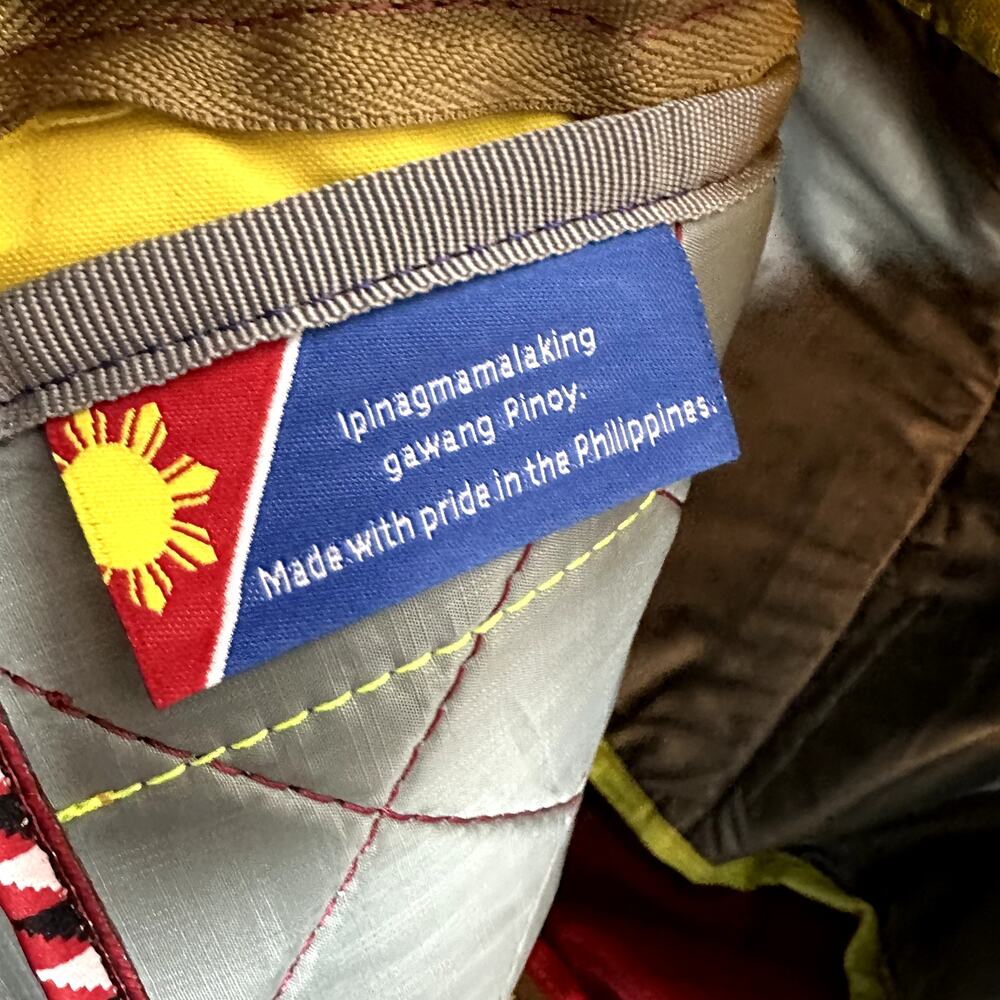 Ipinagmamalaking
gawang Pinoy.
Made with pride in the Philippines.